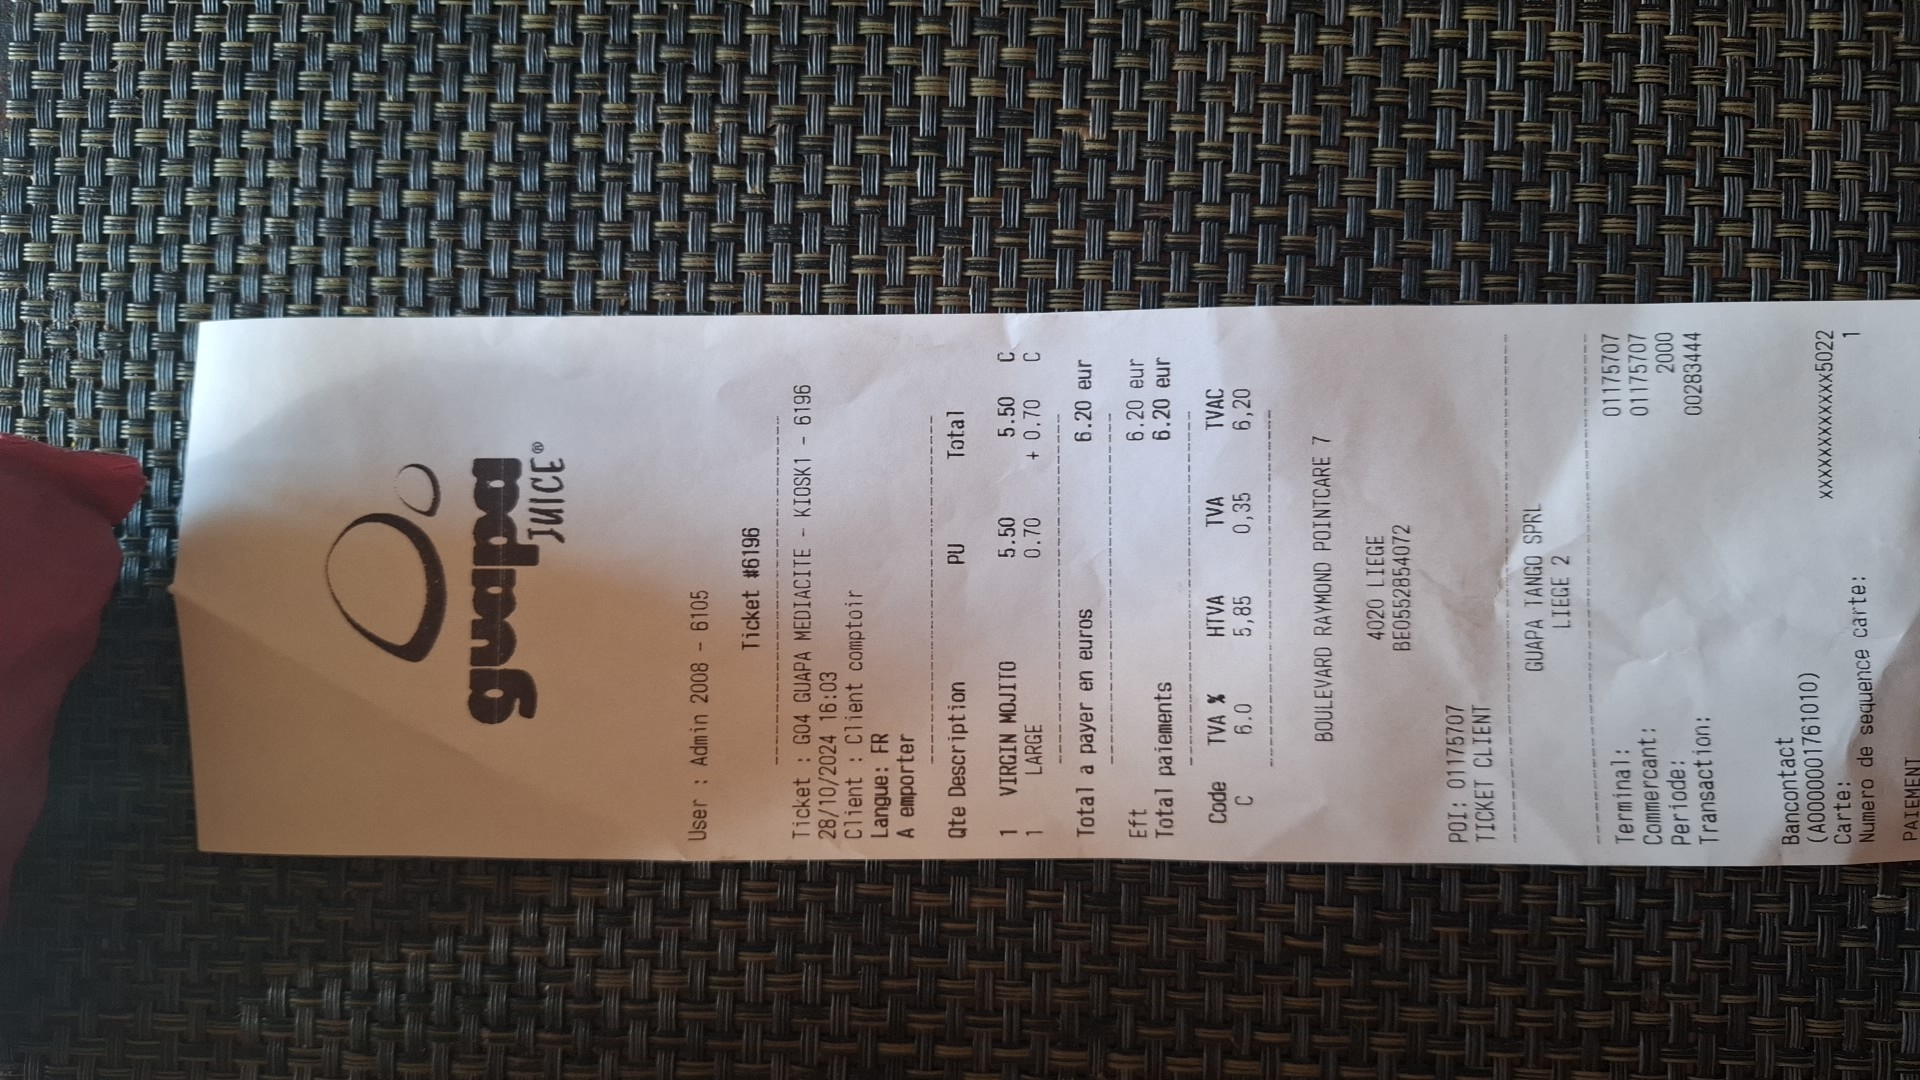 guapa
JUICE®
User : Admin 2008 - 6105
Ticket #6196
Ticket : GO4 GUAPA MEDIACITE - KIOSK1 - 6196
28/10/2024 16:03
Client : Client comptoir
Langue: FR
A emporter
Qte Description PU Total
1 VIRGIN MOJITO 5.50 5.50 C
1 LARGE 0.70 + 0.70 C
Total a payer en euros 6.20 eur
Eft 6.20 eur
Total paiements 6.20 eur
Code TVA % HTVA TVA TVAC
C 6.0 5,85 0,35 6,20
BOULEVARD RAYMOND POINTCARE 7
4020 LIEGE
BE0552854072
POI: 01175707
TICKET CLIENT
GUAPA TANGO SPRL
LIEGE 2
Terminal: 01175707
Commercant: 01175707
Periode: 2000
Transaction: 00283444
Bancontact
(A0000001761010)
Carte: xxxxxxxxxxxxx5022
Numero de sequence carte: 1
PAIEMENT